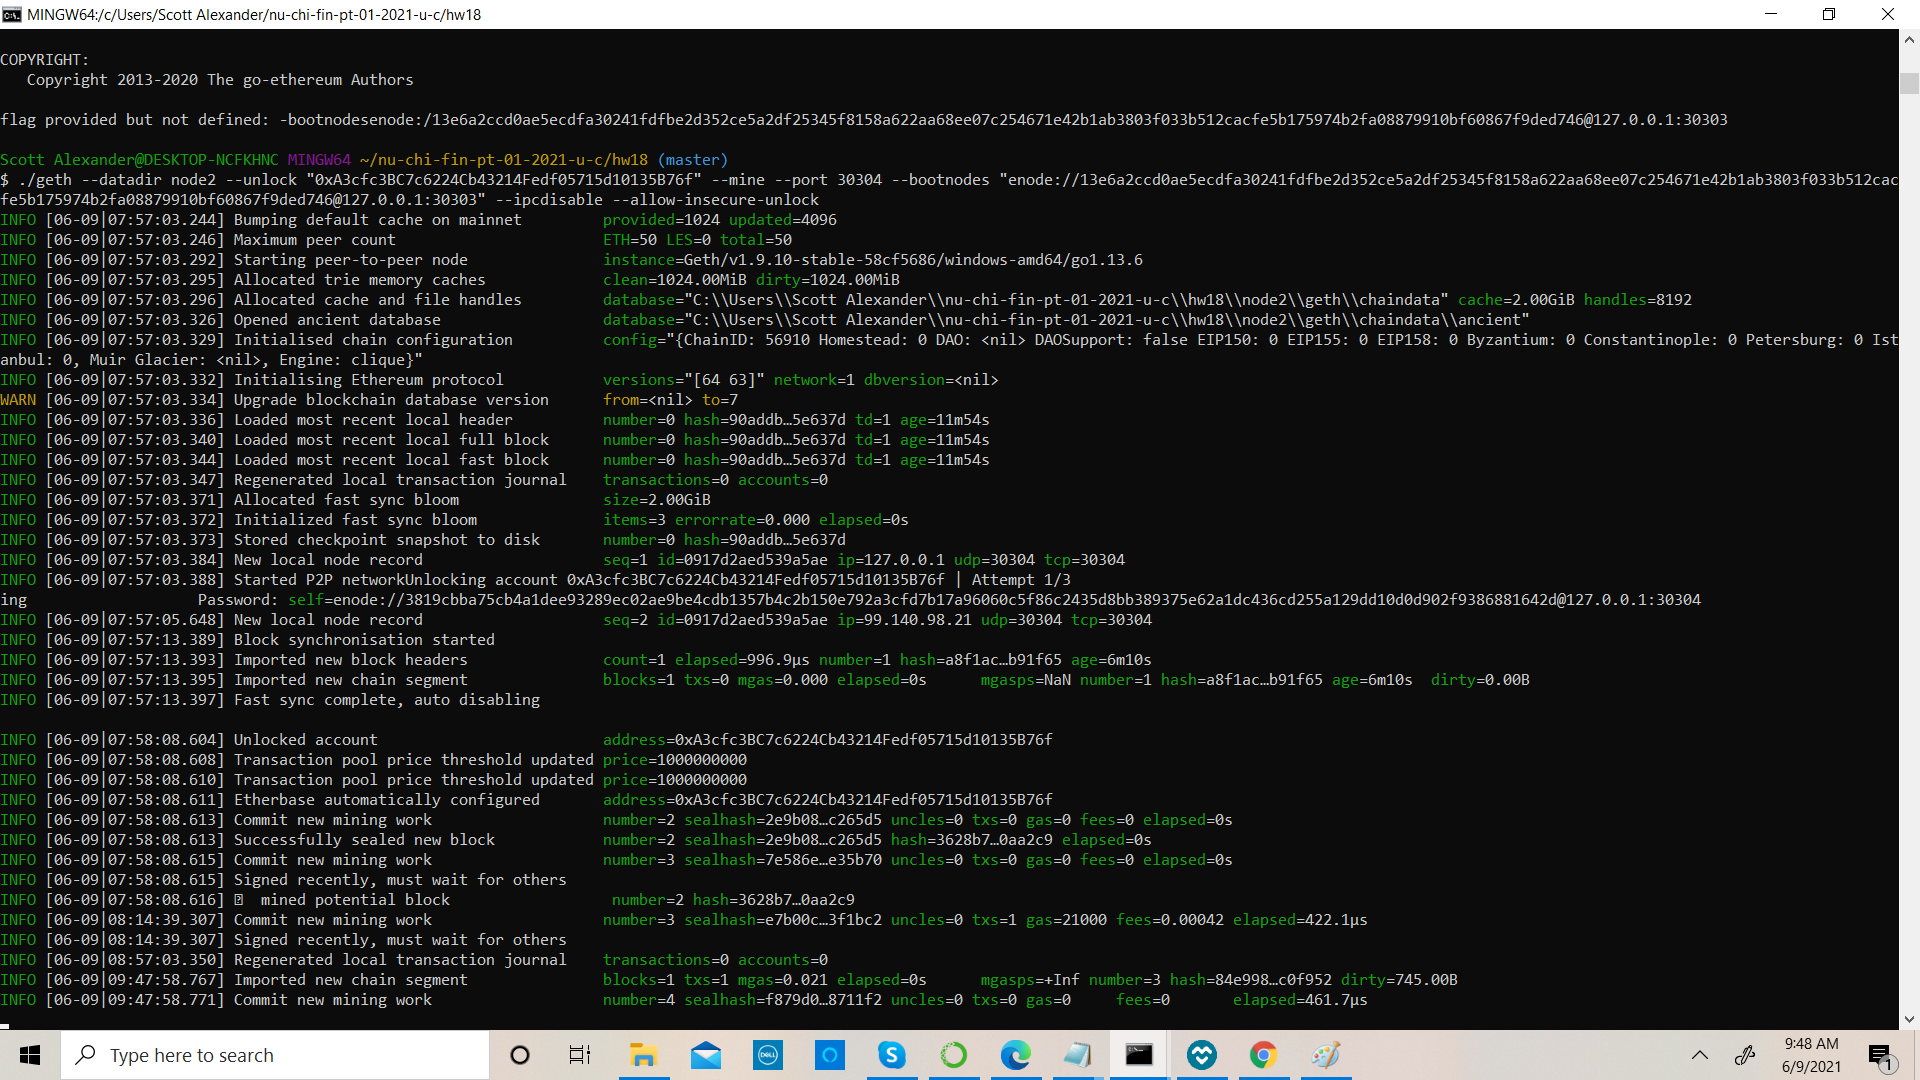 MINGW64:/c/Users/Scott Alexander/nu-chi-fin-pt-01-2021-u-c/hw18
COPYRIGHT:
Copyright 2013-2020 The go-ethereum Authors
flag provided but not defined: -bootnodesenode:/13e6a2ccd0ae5ecdfa30241fdfbe2d352ce5a2df25345f8158a622aa68ee07c254671e42b1ab3803f033b512cacfe5b175974b2fa08879910bf60867f9ded746@127.0.0.1:30303
Scott Alexander@DESKTOP-NCFKHNC MINGW64 ~/nu-chi-fin-pt-01-2021-u-c/hw18 (master)
$ ./geth --datadir node2 --unlock "0xA3cfc3BC7c6224Cb43214Fedf05715d10135B76f" --mine --port 30304 --bootnodes "enode://13e6a2ccd0ae5ecdfa30241fdfbe2d352ce5a2df25345f8158a622aa68ee07c254671e42b1ab3803f033b512cac
fe5b175974b2fa08879910bf60867f9ded746@127.0.0.1:30303" --ipcdisable --allow-insecure-unlock
INFO [06-09|07:57:03.244] Bumping default cache on mainnet provided=1024 updated=4096
INFO [06-09|07:57:03.246] Maximum peer count ETH=50 LES=0 total=50
INFO [06-09|07:57:03.292] Starting peer-to-peer node instance=Geth/v1.9.10-stable-58cf5686/windows-amd64/go1.13.6
INFO [06-09|07:57:03.295] Allocated trie memory caches clean=1024.00MiB dirty=1024.00MiB
INFO [06-09|07:57:03.296] Allocated cache and file handles database="C:\\Users\\Scott Alexander\\nu-chi-fin-pt-01-2021-u-c\\hw18\\node2\\geth\\chaindata" cache=2.00GiB handles=8192
INFO [06-09|07:57:03.326] Opened ancient database database="C:\\Users\\Scott Alexander\\nu-chi-fin-pt-01-2021-u-c\\hw18\\node2\\geth\\chaindata\\ancient"
INFO [06-09|07:57:03.329] Initialised chain configuration config="{ChainID: 56910 Homestead: 0 DAO: <nil> DAOSupport: false EIP150: 0 EIP155: 0 EIP158: 0 Byzantium: 0 Constantinople: 0 Petersburg: 0 Ist
anbul: 0, Muir Glacier: <nil>, Engine: clique}"
INFO [06-09|07:57:03.332] Initialising Ethereum protocol versions="[64 63]" network=1 dbversion=<nil>
WARN [06-09|07:57:03.334] Upgrade blockchain database version from=<nil> to=7
INFO [06-09|07:57:03.336] Loaded most recent local header number=0 hash=90addb…5e637d td=1 age=11m54s
INFO [06-09|07:57:03.340] Loaded most recent local full block number=0 hash=90addb…5e637d td=1 age=11m54s
INFO [06-09|07:57:03.344] Loaded most recent local fast block number=0 hash=90addb…5e637d td=1 age=11m54s
INFO [06-09|07:57:03.347] Regenerated local transaction journal transactions=0 accounts=0
INFO [06-09|07:57:03.371] Allocated fast sync bloom size=2.00GiB
INFO [06-09|07:57:03.372] Initialized fast sync bloom items=3 errorrate=0.000 elapsed=0s
INFO [06-09|07:57:03.373] Stored checkpoint snapshot to disk number=0 hash=90addb…5e637d
INFO [06-09|07:57:03.384] New local node record seq=1 id=0917d2aed539a5ae ip=127.0.0.1 udp=30304 tcp=30304
INFO [06-09|07:57:03.388] Started P2P networkUnlocking account 0xA3cfc3BC7c6224Cb43214Fedf05715d10135B76f | Attempt 1/3
ing Password: self=enode://3819cbba75cb4a1dee93289ec02ae9be4cdb1357b4c2b150e792a3cfd7b17a96060c5f86c2435d8bb389375e62a1dc436cd255a129dd10d0d902f9386881642d@127.0.0.1:30304
INFO [06-09|07:57:05.648] New local node record seq=2 id=0917d2aed539a5ae ip=99.140.98.21 udp=30304 tcp=30304
INFO [06-09|07:57:13.389] Block synchronisation started
INFO [06-09|07:57:13.393] Imported new block headers count=1 elapsed=996.9µs number=1 hash=a8f1ac…b91f65 age=6m10s
INFO [06-09|07:57:13.395] Imported new chain segment blocks=1 txs=0 mgas=0.000 elapsed=0s mgasps=NaN number=1 hash=a8f1ac…b91f65 age=6m10s dirty=0.00B
INFO [06-09|07:57:13.397] Fast sync complete, auto disabling
INFO [06-09|07:58:08.604] Unlocked account address=0xA3cfc3BC7c6224Cb43214Fedf05715d10135B76f
INFO [06-09|07:58:08.608] Transaction pool price threshold updated price=1000000000
INFO [06-09|07:58:08.610] Transaction pool price threshold updated price=1000000000
INFO [06-09|07:58:08.611] Etherbase automatically configured address=0xA3cfc3BC7c6224Cb43214Fedf05715d10135B76f
INFO [06-09|07:58:08.613] Commit new mining work number=2 sealhash=2e9b08…c265d5 uncles=0 txs=0 gas=0 fees=0 elapsed=0s
INFO [06-09|07:58:08.613] Successfully sealed new block number=2 sealhash=2e9b08…c265d5 hash=3628b7…0aa2c9 elapsed=0s
INFO [06-09|07:58:08.615] Commit new mining work number=3 sealhash=7e586e…e35b70 uncles=0 txs=0 gas=0 fees=0 elapsed=0s
INFO [06-09|07:58:08.615] Signed recently, must wait for others
INFO [06-09|07:58:08.616] mined potential block number=2 hash=3628b7…0aa2c9
INFO [06-09|08:14:39.307] Commit new mining work number=3 sealhash=e7b00c…3f1bc2 uncles=0 txs=1 gas=21000 fees=0.00042 elapsed=422.1µs
INFO [06-09|08:14:39.307] Signed recently, must wait for others
INFO [06-09|08:57:03.350] Regenerated local transaction journal transactions=0 accounts=0
INFO [06-09|09:47:58.767] Imported new chain segment blocks=1 txs=1 mgas=0.021 elapsed=0s mgasps=+Inf number=3 hash=84e998…c0f952 dirty=745.00B
INFO [06-09|09:47:58.771] Commit new mining work number=4 sealhash=f879d0…8711f2 uncles=0 txs=0 gas=0 fees=0 elapsed=461.7µs
Type here to search
DELL
9:48 AM
6/9/2021
1